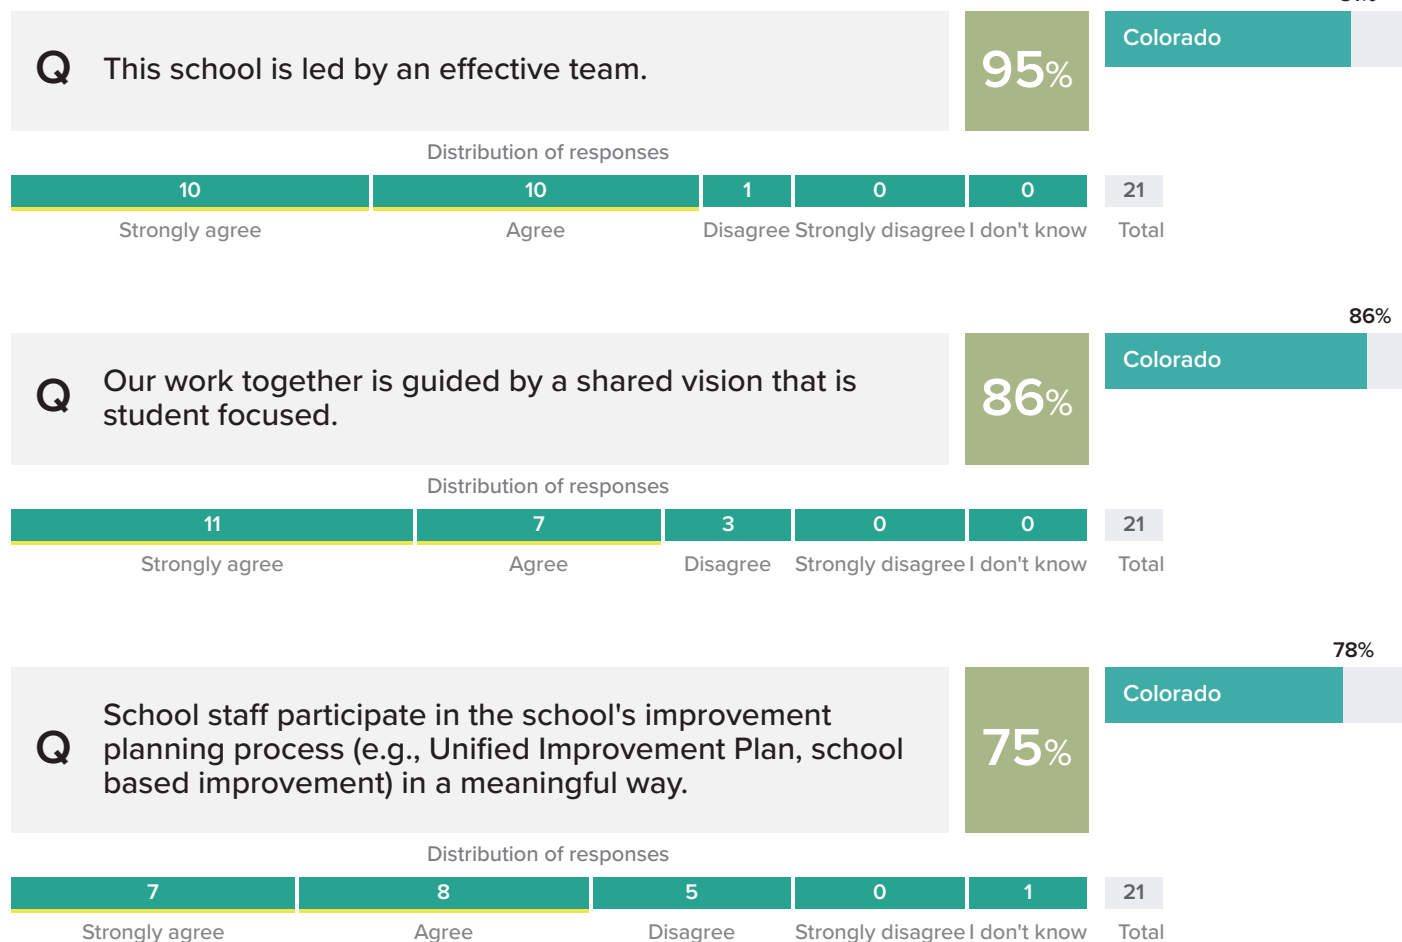 Q This school is led by an effective team.
95%
Colorado
Distribution of responses
10 10 1 0 0 21
Strongly agree Agree Disagree Strongly disagree I don't know Total
86%
Q Our work together is guided by a shared vision that is
student focused.
86%
Colorado
Distribution of responses
11 7 3 0 0 21
Strongly agree Agree Disagree Strongly disagree I don't know Total
78%
Q School staff participate in the school's improvement
planning process (e.g., Unified Improvement Plan, school
based improvement) in a meaningful way.
75%
Colorado
Distribution of responses
7 8 5 0 1 21
Strongly agree Agree Disagree Strongly disagree I don't know Total